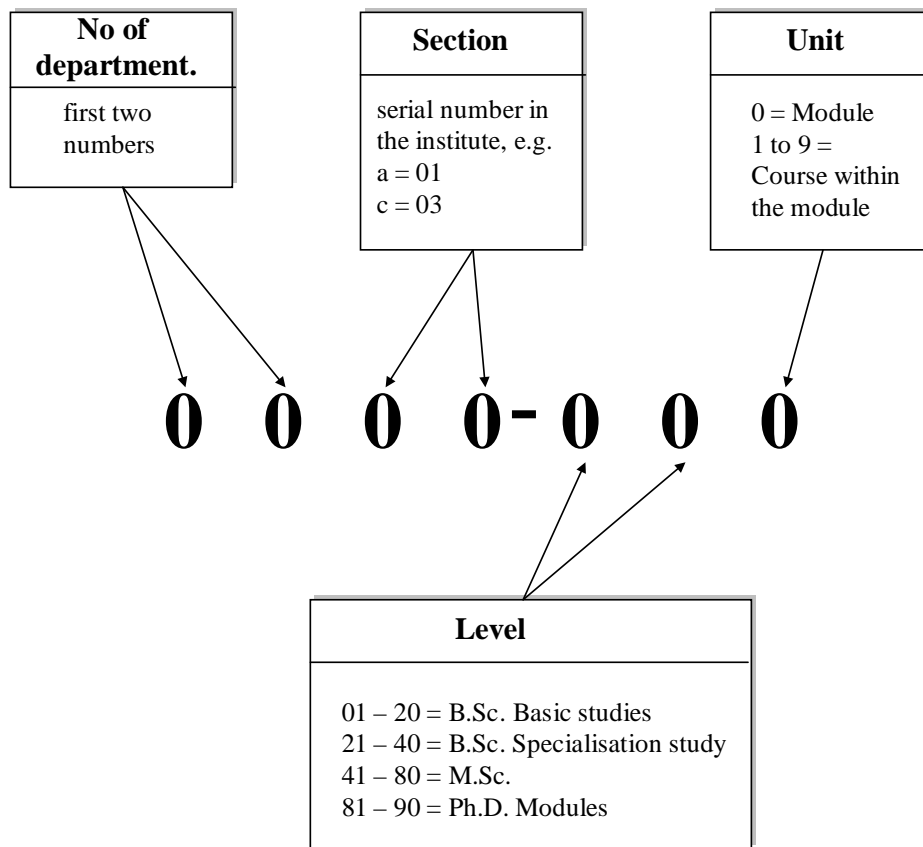 No of
department.
first two
numbers
Section
serial number in
the institute, e.g.
a = 01
c = 03
Unit
0 = Module
1 to 9 =
Course within
the module
0 0 0 0 - 0 0 0
Level
01 – 20 = B.Sc. Basic studies
21 – 40 = B.Sc. Specialisation study
41 – 80 = M.Sc.
81 – 90 = Ph.D. Modules